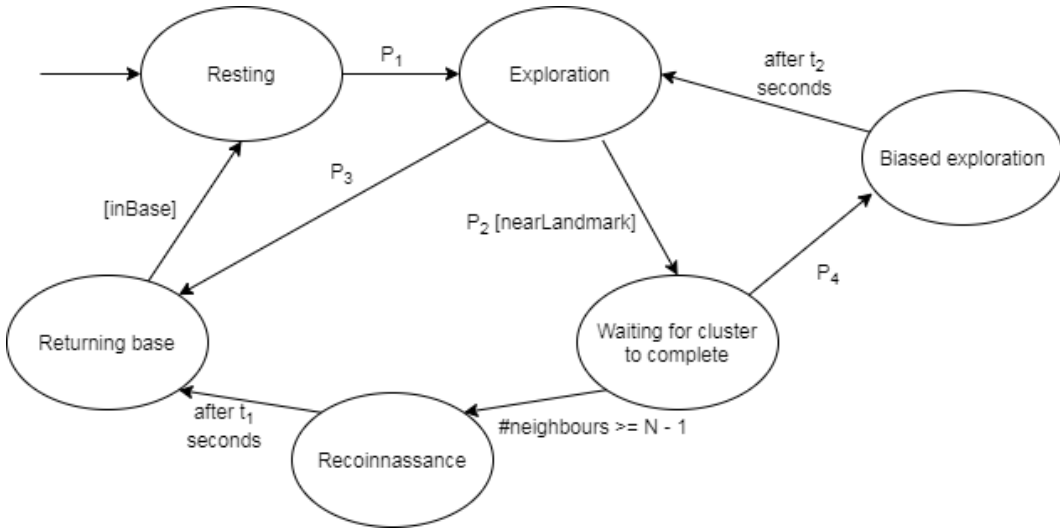 Resting
P₁
Exploration
after t₂
seconds
Biased exploration
P₃
[inBase]
P₂ [nearLandmark]
P₄
Returning base
Waiting for cluster
to complete
after t₁
seconds
#neighbours >= N - 1
Recoinnassance